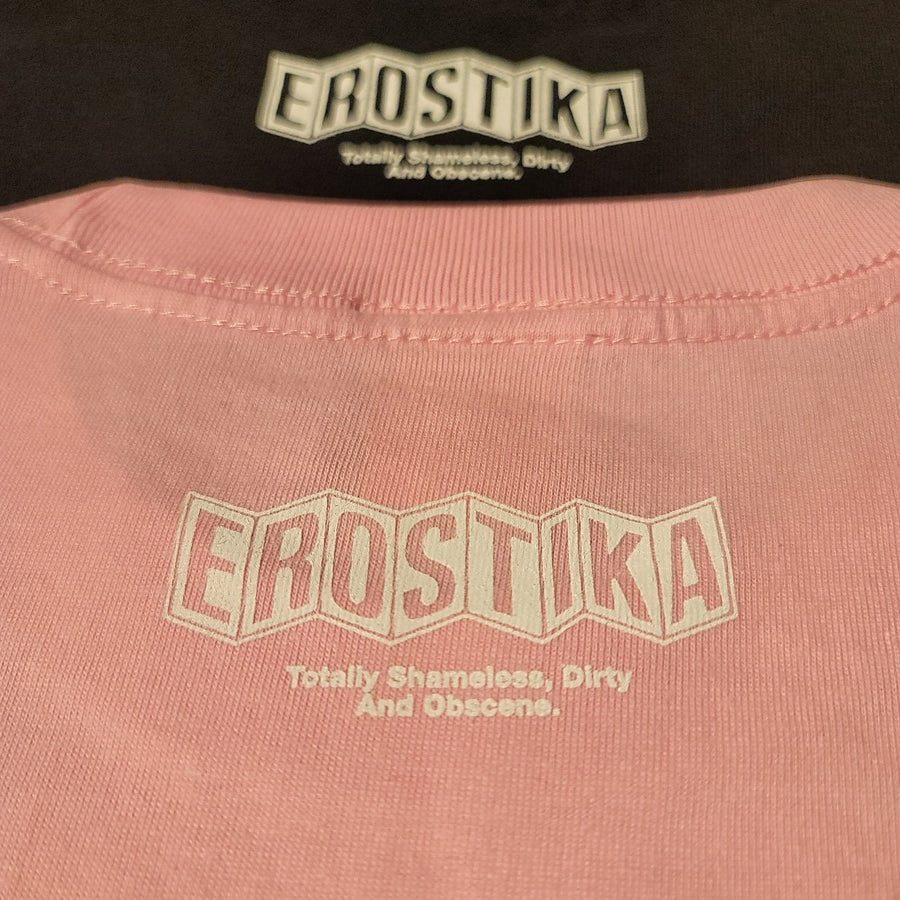 EROSTIKA
Totally Shameless, Dirty
And Obscene.
EROSTIKA
Totally Shameless, Dirty
And Obscene.